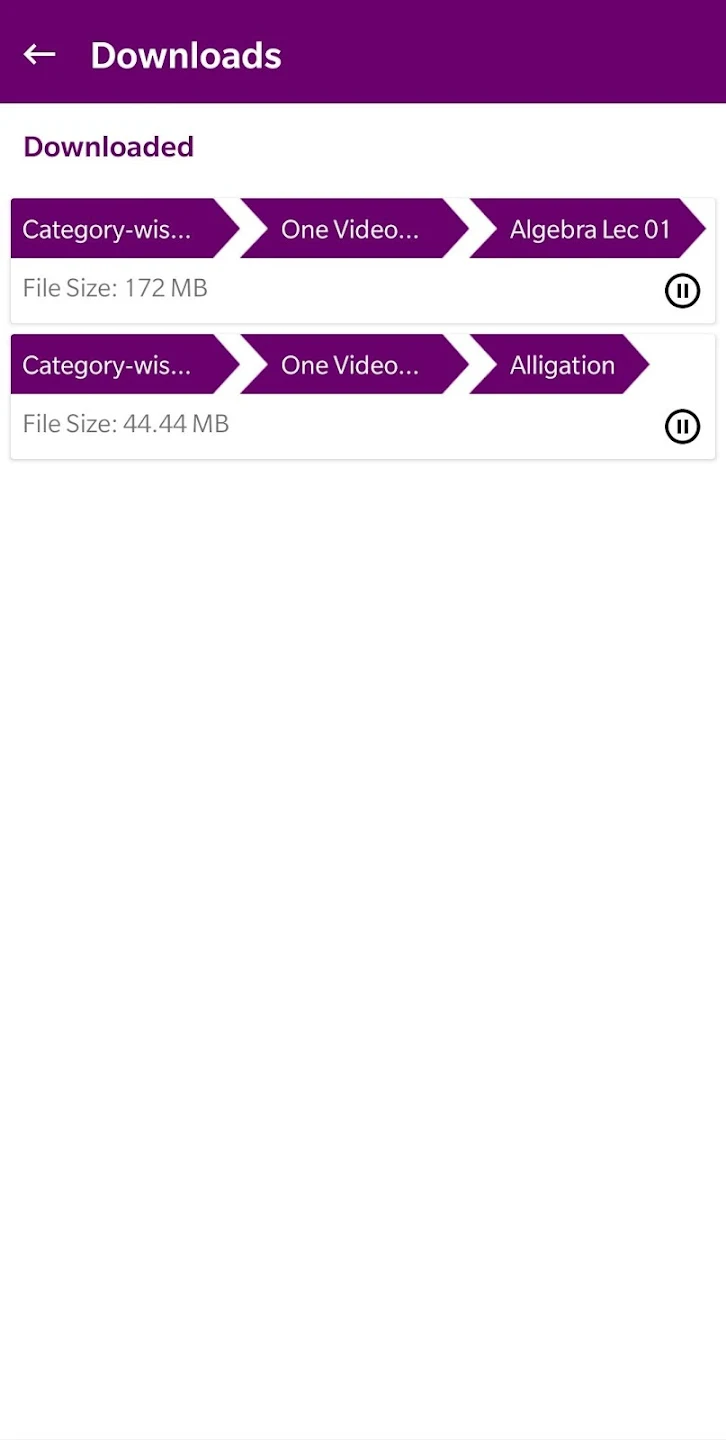 Downloads
Downloaded
Category-wis... One Video... Algebra Lec 01
File Size: 172 MB
Category-wis... One Video... Alligation
File Size: 44.44 MB